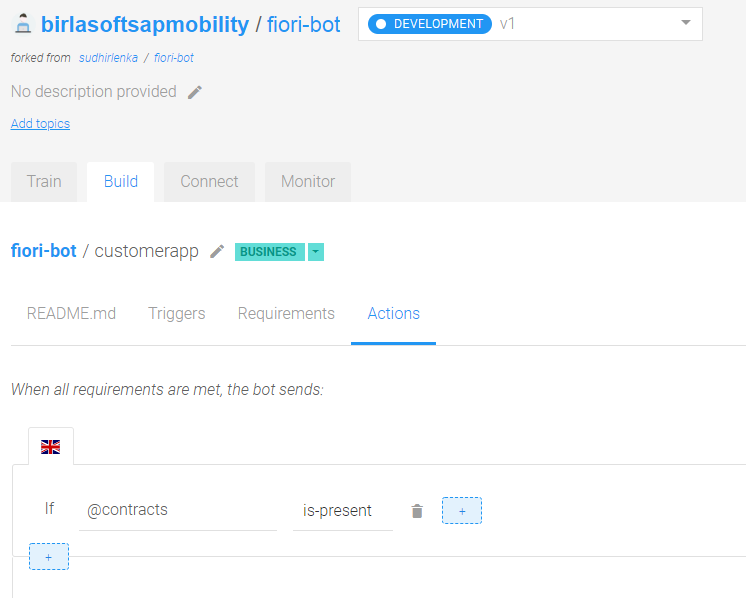 birlasoftsapmobility / fiori-bot DEVELOPMENT v1
forked from sudhirlenka / fiori-bot
No description provided
Add topics
Train Build Connect Monitor
fiori-bot / customerapp BUSINESS
README.md Triggers Requirements Actions
When all requirements are met, the bot sends:
If @contracts is-present +
+